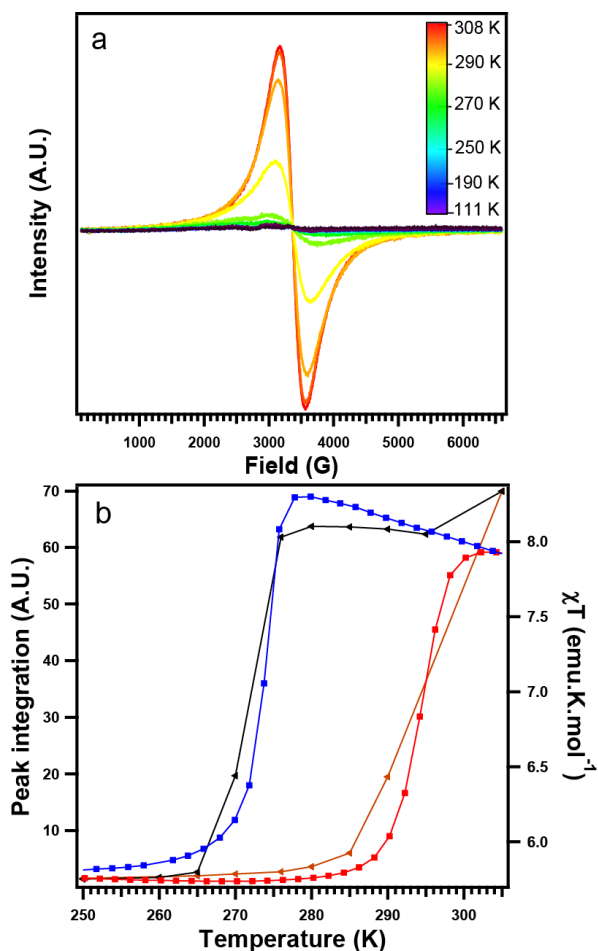 a
308 K
290 K
270 K
250 K
190 K
111 K
Intensity (A.U.)
1000 2000 3000 4000 5000 6000
Field (G)
b
70
60
50
40
30
20
10
Peak integration (A.U.)
8.0
7.5
7.0
6.5
6.0
χT (emu.K.mol⁻¹)
250 260 270 280 290 300
Temperature (K)